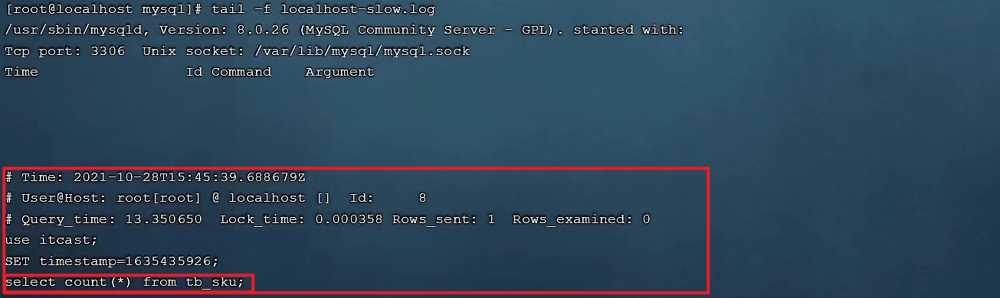 [root@localhost mysql]# tail -f localhost-slow.log
/usr/sbin/mysqld, Version: 8.0.26 (MySQL Community Server - GPL). started with:
Tcp port: 3306  Unix socket: /var/lib/mysql/mysql.sock
Time                 Id Command    Argument
# Time: 2021-10-28T15:45:39.688679Z
# User@Host: root[root] @ localhost []  Id:     8
# Query_time: 13.350650  Lock_time: 0.000358 Rows_sent: 1  Rows_examined: 0
use itcast;
SET timestamp=1635435926;
select count(*) from tb_sku;